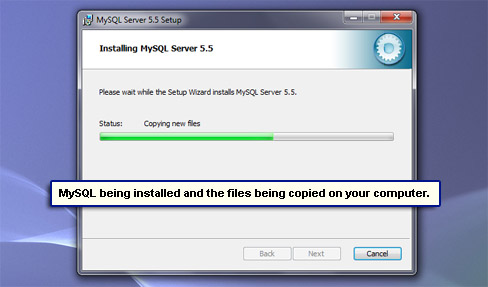 MySQL Server 5.5 Setup
Installing MySQL Server 5.5
Please wait while the Setup Wizard installs MySQL Server 5.5.
Status: Copying new files
MySQL being installed and the files being copied on your computer.
Back Next Cancel